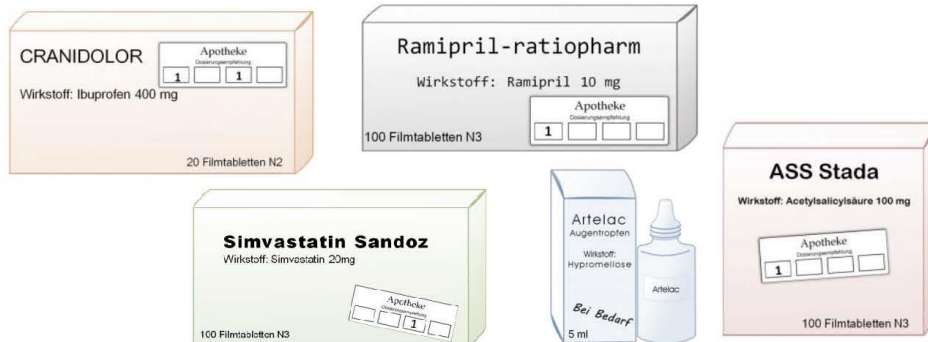 CRANIDOLOR
Apotheke
Dosierungsempfehlung
1 1
Wirkstoff: Ibuprofen 400 mg
20 Filmtabletten N2
Ramipril-ratiopharm
Wirkstoff: Ramipril 10 mg
Apotheke
Dosierungsempfehlung
1
100 Filmtabletten N3
Simvastatin Sandoz
Wirkstoff: Simvastatin 20mg
Apotheke
Dosierungsempfehlung
1
100 Filmtabletten N3
Artelac
Augentropfen
Wirkstoff:
Hypromellose
Bei Bedarf
5 ml
Artelac
ASS Stada
Wirkstoff: Acetylsalicylsäure 100 mg
Apotheke
Dosierungsempfehlung
1
100 Filmtabletten N3